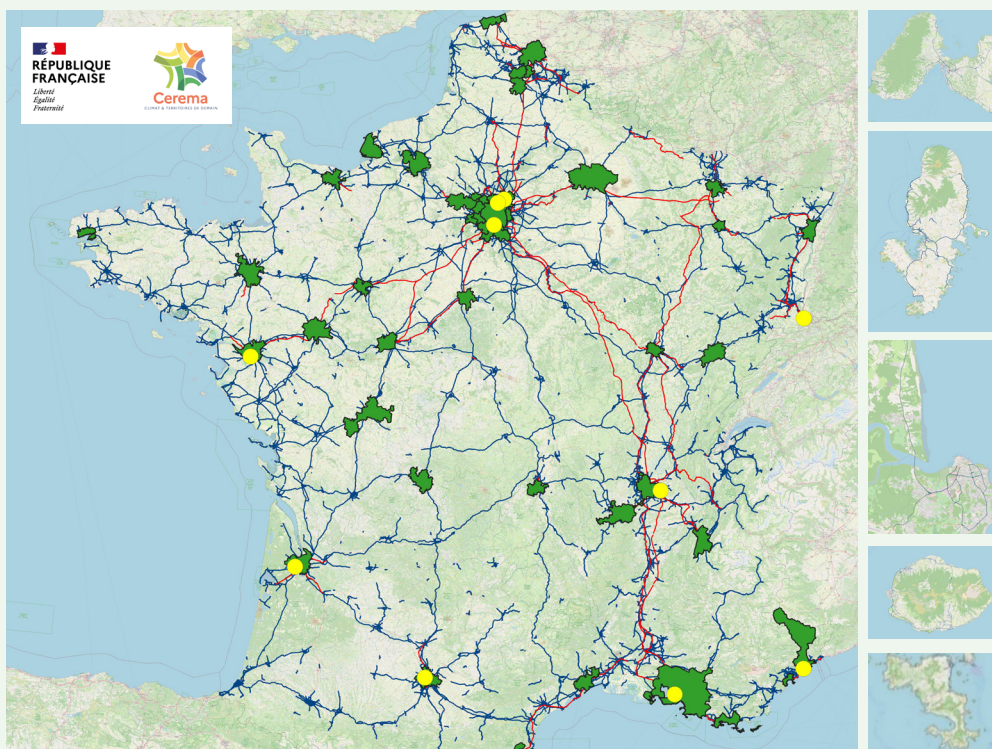 RÉPUBLIQUE
FRANÇAISE
Liberté
Égalité
Fraternité
Cerema
CLIMAT & TERRITOIRES DE DEMAIN